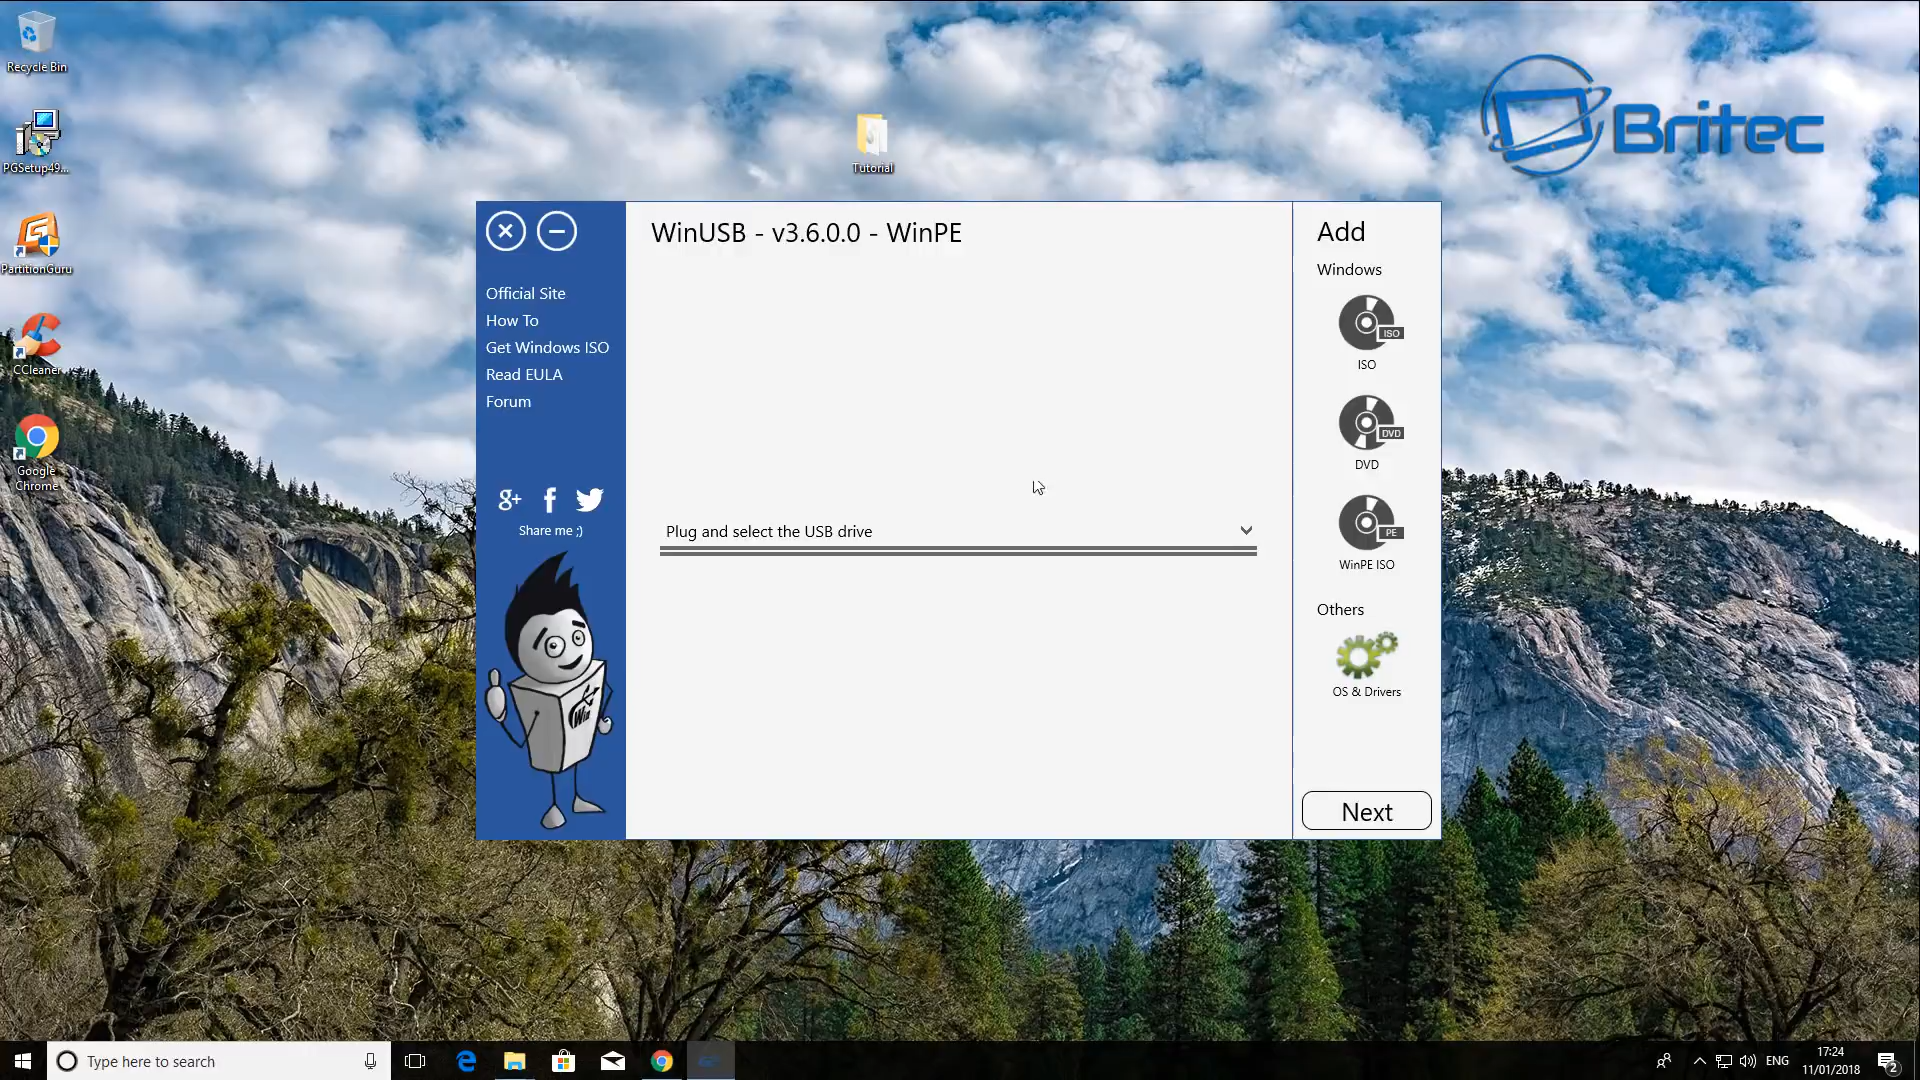 Recycle Bin
PGSetup49...
PartitionGuru
CCleaner
Google
Chrome
Tutorial
Britec
WinUSB - v3.6.0.0 - WinPE
Official Site
How To
Get Windows ISO
Read EULA
Forum
g+ f
Share me ;)
Win
Plug and select the USB drive
Add
Windows
ISO
ISO
DVD
DVD
PE
WinPE ISO
Others
OS & Drivers
Next
Type here to search
ENG
17:24
11/01/2018
2